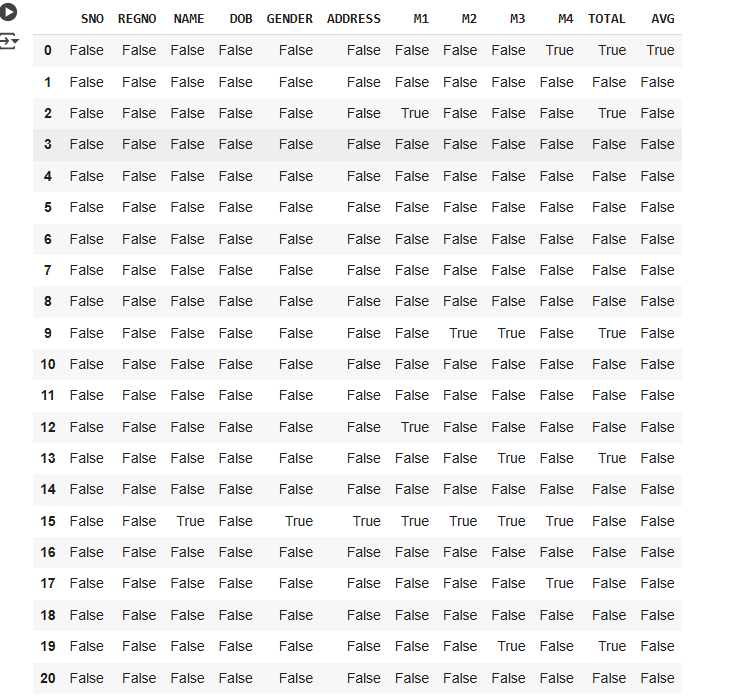 SNO REGNO NAME DOB GENDER ADDRESS M1 M2 M3 M4 TOTAL AVG
0 False False False False False False False False False True True True
1 False False False False False False False False False False False False
2 False False False False False False True False False False True False
3 False False False False False False False False False False False False
4 False False False False False False False False False False False False
5 False False False False False False False False False False False False
6 False False False False False False False False False False False False
7 False False False False False False False False False False False False
8 False False False False False False False False False False False False
9 False False False False False False False True True False True False
10 False False False False False False False False False False False False
11 False False False False False False False False False False False False
12 False False False False False False True False False False False False
13 False False False False False False False False True False True False
14 False False False False False False False False False False False False
15 False False True False True True True True True True False False
16 False False False False False False False False False False False False
17 False False False False False False False False False True False False
18 False False False False False False False False False False False False
19 False False False False False False False False True False True False
20 False False False False False False False False False False False False